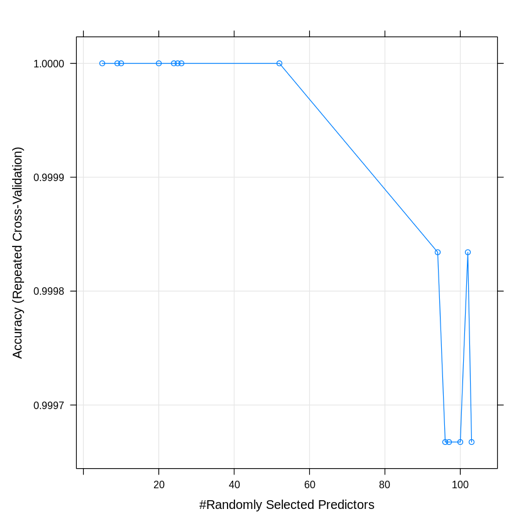 1.0000
0.9999
0.9998
0.9997
Accuracy (Repeated Cross-Validation)
20 40 60 80 100
#Randomly Selected Predictors